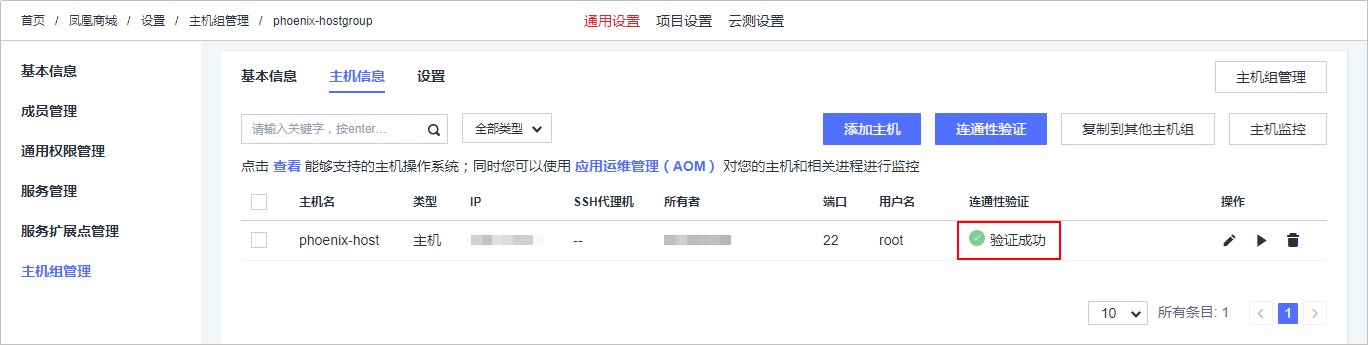 首页 / 凤凰商城 / 设置 / 主机组管理 / phoenix-hostgroup 通用设置 项目设置 云测设置
基本信息
成员管理
通用权限管理
服务管理
服务扩展点管理
主机组管理
基本信息 主机信息 设置 主机组管理
请输入关键字，按enter... 全部类型 添加主机 连通性验证 复制到其他主机组 主机监控
点击 查看 能够支持的主机操作系统；同时您可以使用 应用运维管理（AOM） 对您的主机和相关进程进行监控
主机名 类型 IP SSH代理机 所有者 端口 用户名 连通性验证 操作
phoenix-host 主机 -- 22 root 验证成功
10 所有条目: 1 1